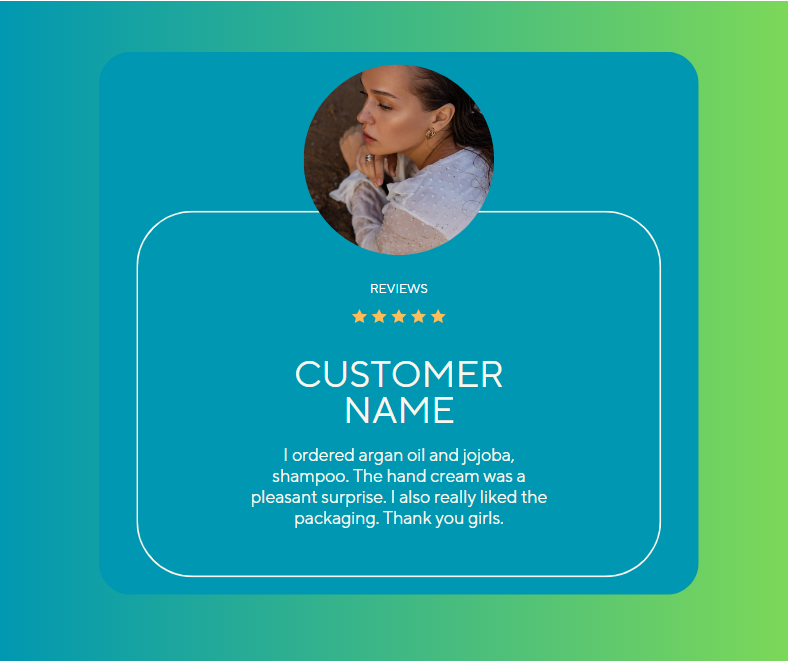 REVIEWS
CUSTOMER
NAME
I ordered argan oil and jojoba,
shampoo. The hand cream was a
pleasant surprise. I also really liked the
packaging. Thank you girls.